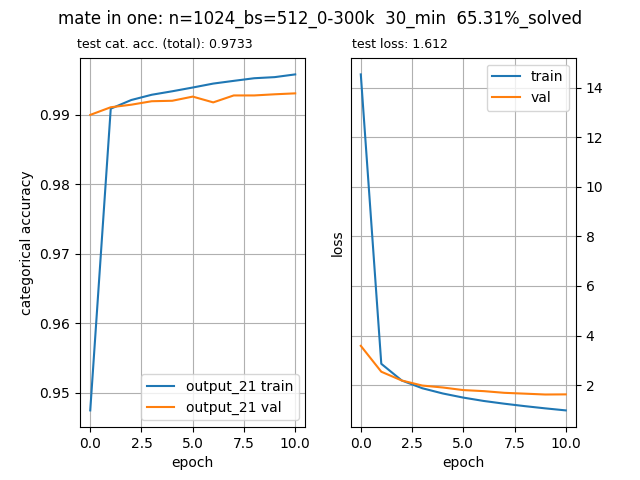 mate in one: n=1024_bs=512_0-300k  30_min  65.31%_solved
test cat. acc. (total): 0.9733
0.99
0.98
0.97
0.96
0.95
categorical accuracy
output_21 train
output_21 val
0.0 2.5 5.0 7.5 10.0
epoch
test loss: 1.612
train
val
14
12
10
8
6
4
2
loss
0.0 2.5 5.0 7.5 10.0
epoch